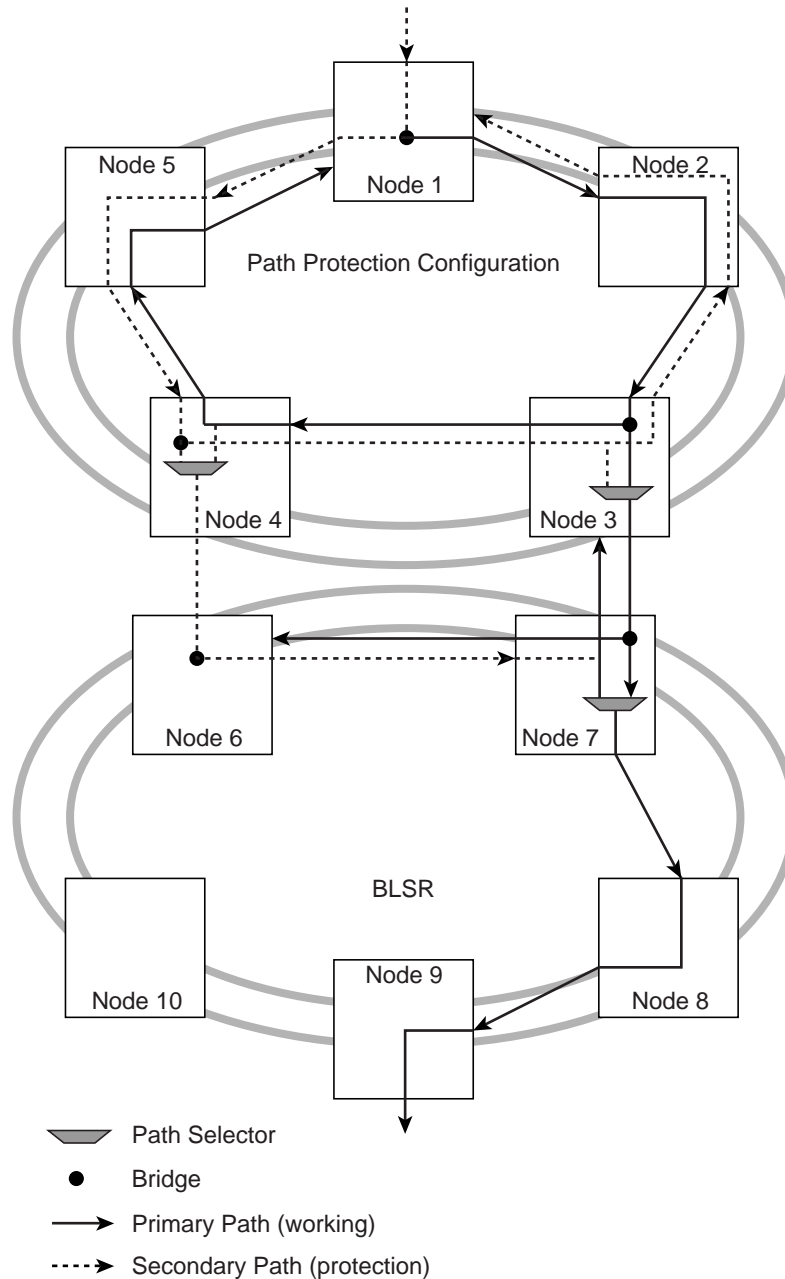 Node 1
Node 5
Node 2
Path Protection Configuration
Node 4
Node 3
Node 6
Node 7
BLSR
Node 10
Node 9
Node 8
Path Selector
Bridge
Primary Path (working)
Secondary Path (protection)